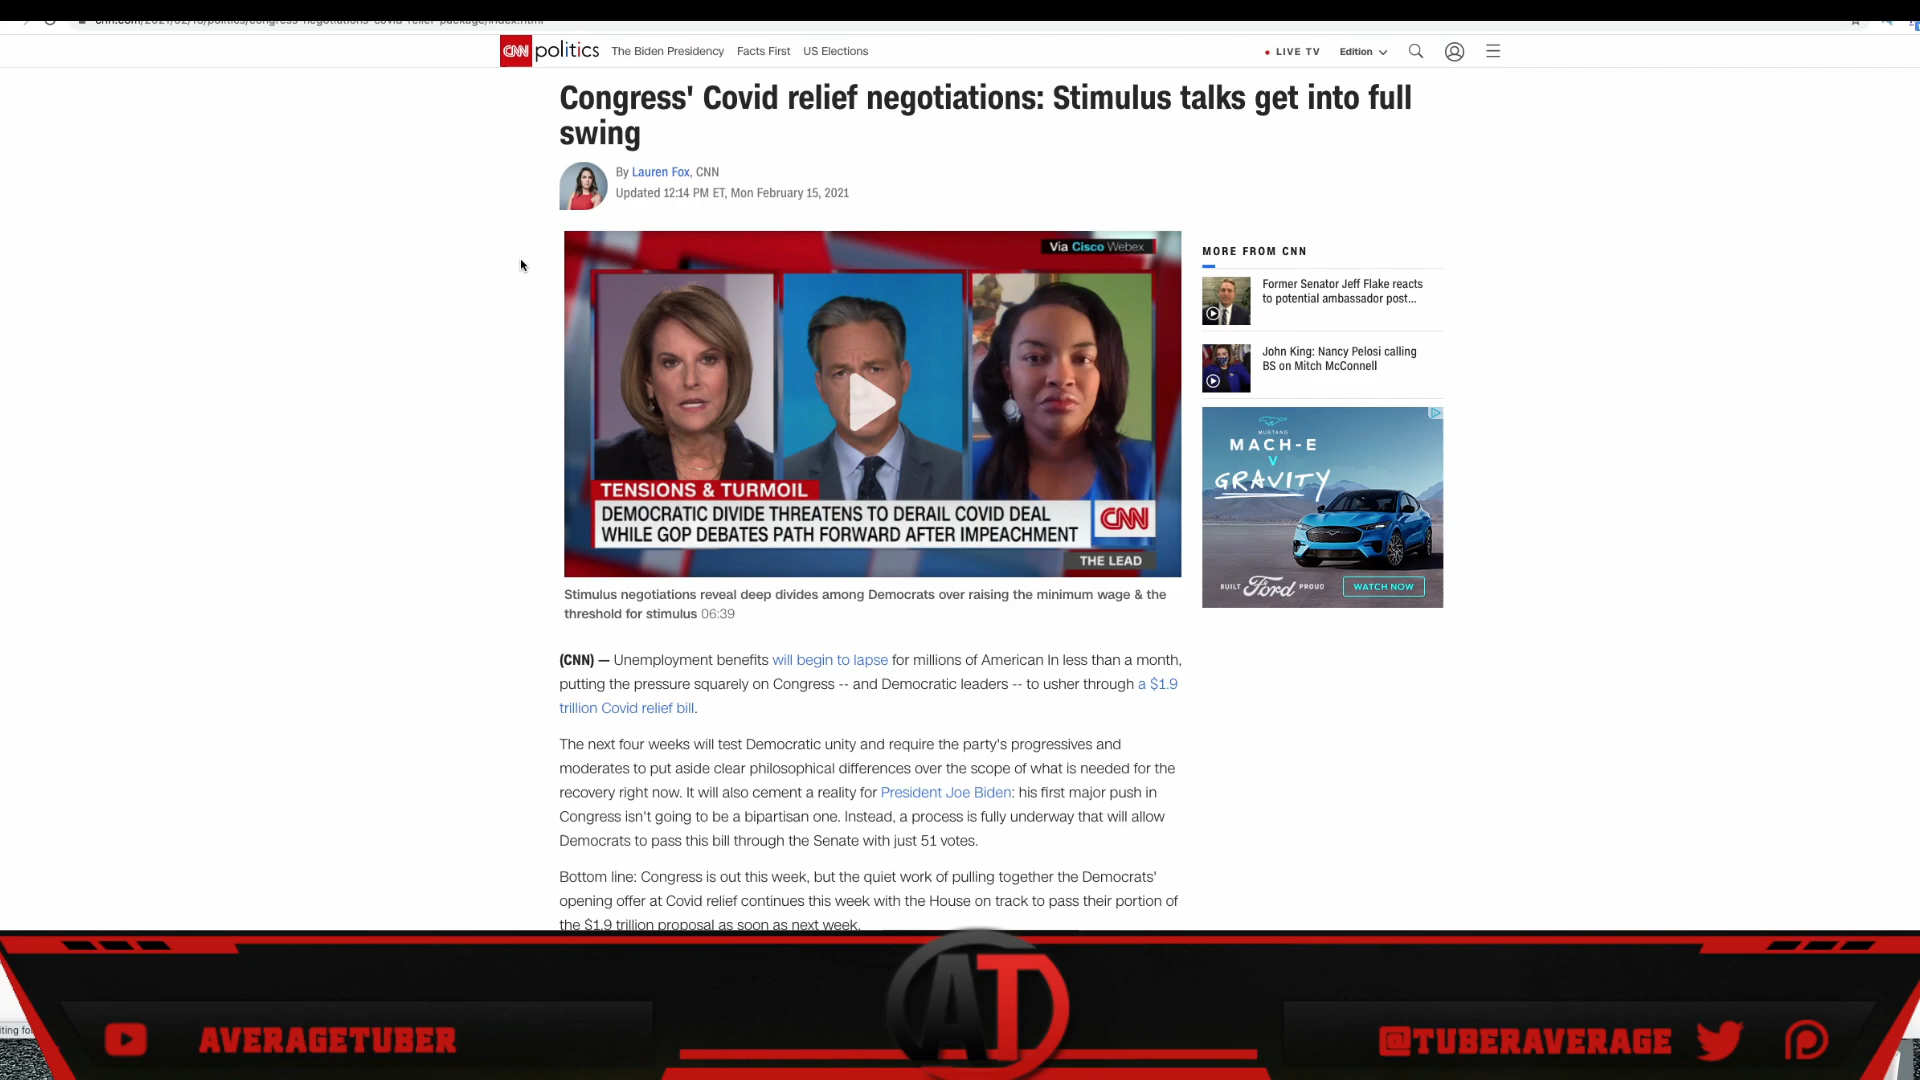 cnn.com/2021/02/15/politics/congress-negotiations-covid-relief-package/index.html
CNN politics The Biden Presidency Facts First US Elections LIVE TV Edition
Congress' Covid relief negotiations: Stimulus talks get into full
swing
By Lauren Fox, CNN
Updated 12:14 PM ET, Mon February 15, 2021
Via Cisco Webex
TENSIONS & TURMOIL
DEMOCRATIC DIVIDE THREATENS TO DERAIL COVID DEAL
WHILE GOP DEBATES PATH FORWARD AFTER IMPEACHMENT
CNN
THE LEAD
Stimulus negotiations reveal deep divides among Democrats over raising the minimum wage & the
threshold for stimulus 06:39
MORE FROM CNN
Former Senator Jeff Flake reacts
to potential ambassador post...
John King: Nancy Pelosi calling
BS on Mitch McConnell
MUSTANG
MACH-E
V
GRAVITY
BUILT Ford PROUD
WATCH NOW
(CNN) — Unemployment benefits will begin to lapse for millions of American In less than a month,
putting the pressure squarely on Congress -- and Democratic leaders -- to usher through a $1.9
trillion Covid relief bill.
The next four weeks will test Democratic unity and require the party's progressives and
moderates to put aside clear philosophical differences over the scope of what is needed for the
recovery right now. It will also cement a reality for President Joe Biden: his first major push in
Congress isn't going to be a bipartisan one. Instead, a process is fully underway that will allow
Democrats to pass this bill through the Senate with just 51 votes.
Bottom line: Congress is out this week, but the quiet work of pulling together the Democrats'
opening offer at Covid relief continues this week with the House on track to pass their portion of
the $1.9 trillion proposal as soon as next week.
AT
AVERAGETUBER
@TUBERAVERAGE